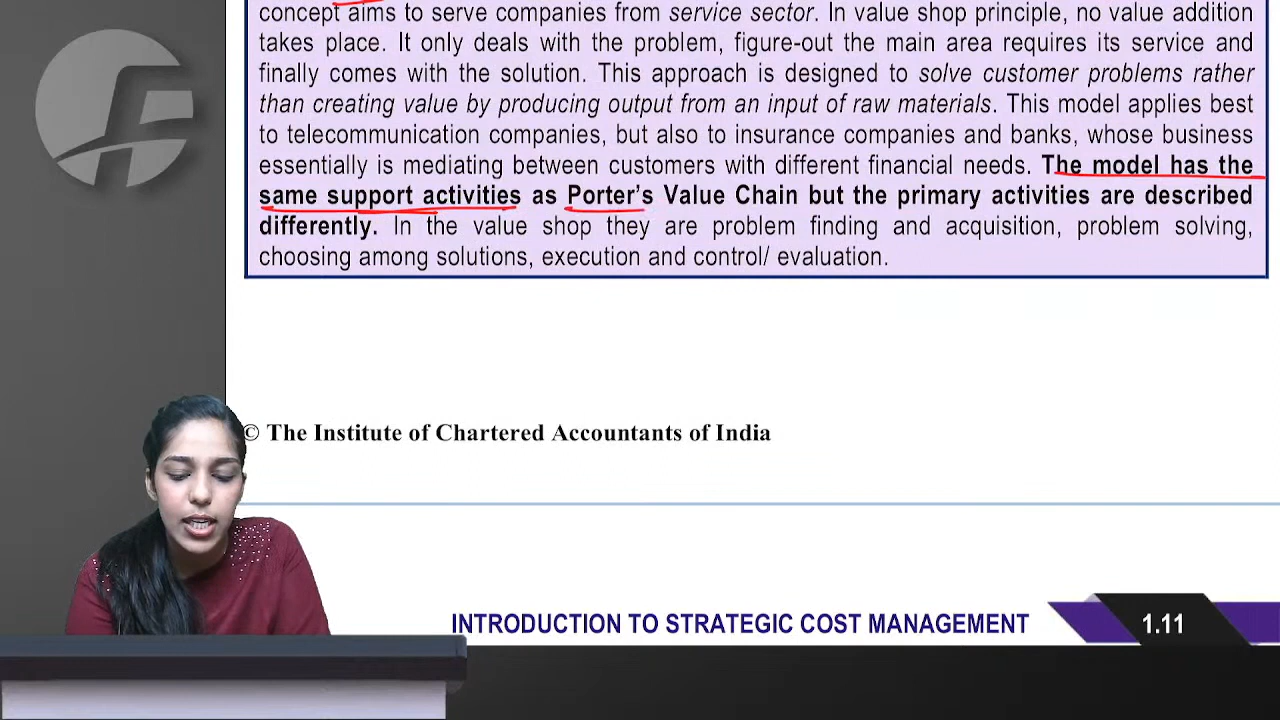 concept aims to serve companies from service sector. In value shop principle, no value addition
takes place. It only deals with the problem, figure-out the main area requires its service and
finally comes with the solution. This approach is designed to solve customer problems rather
than creating value by producing output from an input of raw materials. This model applies best
to telecommunication companies, but also to insurance companies and banks, whose business
essentially is mediating between customers with different financial needs. The model has the
same support activities as Porter's Value Chain but the primary activities are described
differently. In the value shop they are problem finding and acquisition, problem solving,
choosing among solutions, execution and control/ evaluation.
© The Institute of Chartered Accountants of India
INTRODUCTION TO STRATEGIC COST MANAGEMENT 1.11